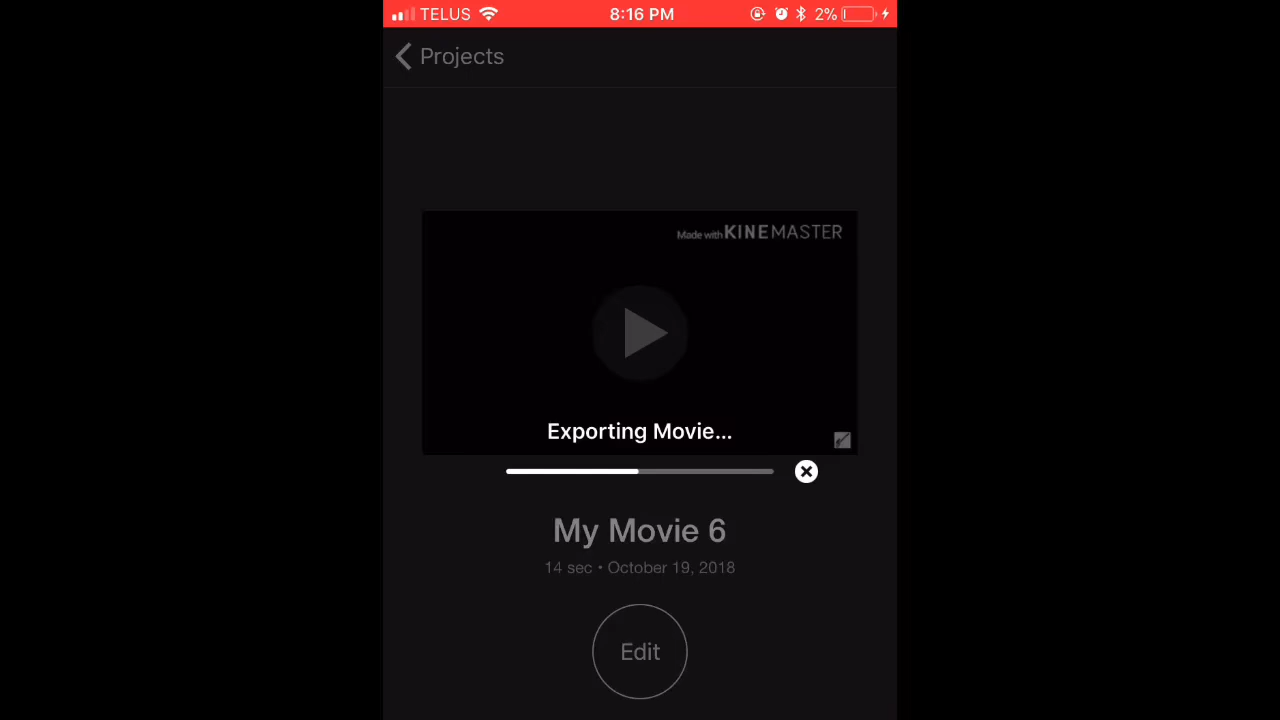 TELUS 8:16 PM 2%
Projects
Made with KINEMASTER
Exporting Movie...
My Movie 6
14 sec • October 19, 2018
Edit